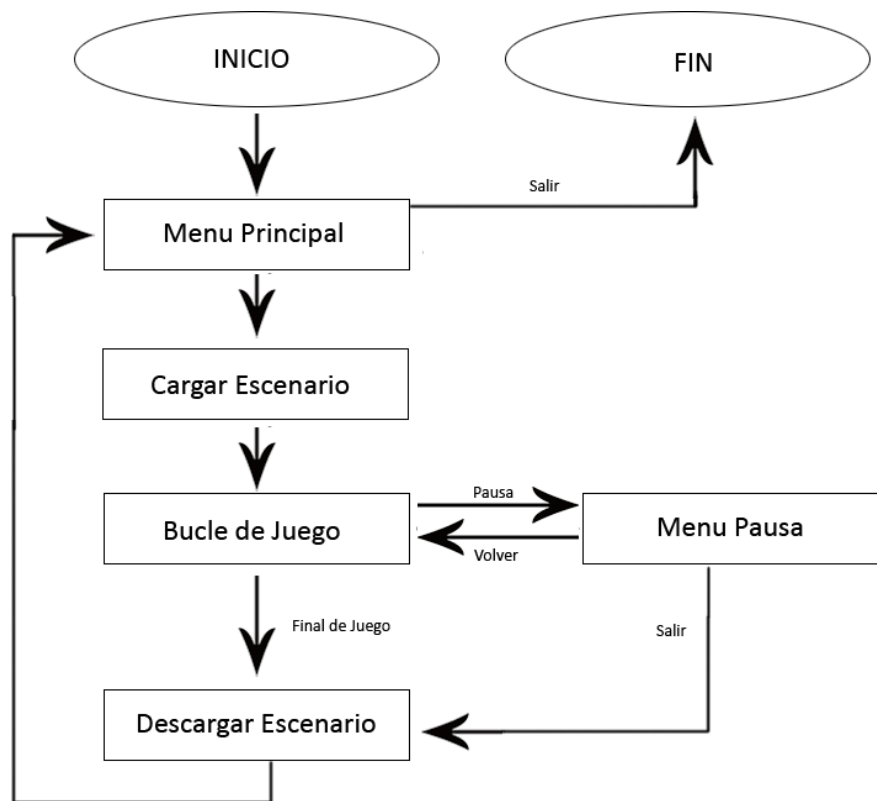 INICIO
FIN
Salir
Menu Principal
Cargar Escenario
Pausa
Bucle de Juego
Menu Pausa
Volver
Final de Juego
Salir
Descargar Escenario